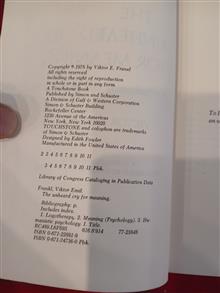 THE
Copyright © 1978 by Viktor E. Frankl
All rights reserved
including the right of reproduction
in whole or in part in any form
A Touchstone Book
Published by Simon and Schuster
A Division of Gulf & Western Corporation
Simon & Schuster Building
Rockefeller Center
1230 Avenue of the Americas
New York, New York 10020
TOUCHSTONE and colophon are trademarks
of Simon & Schuster
Designed by Edith Fowler
Manufactured in the United States of America
2 3 4 5 6 7 8 9 10 11
3 4 5 6 7 8 9 10 11 Pbk.
Library of Congress Cataloging in Publication Data
Frankl, Viktor Emil.
The unheard cry for meaning.
Bibliography: p.
Includes index.
1. Logotherapy. 2. Meaning (Psychology). 3. Hu-
manistic psychology. I. Title.
RC489.L6F695 616.8'914 77-21848
ISBN 0-671-22891-9
ISBN 0-671-24736-0 Pbk.